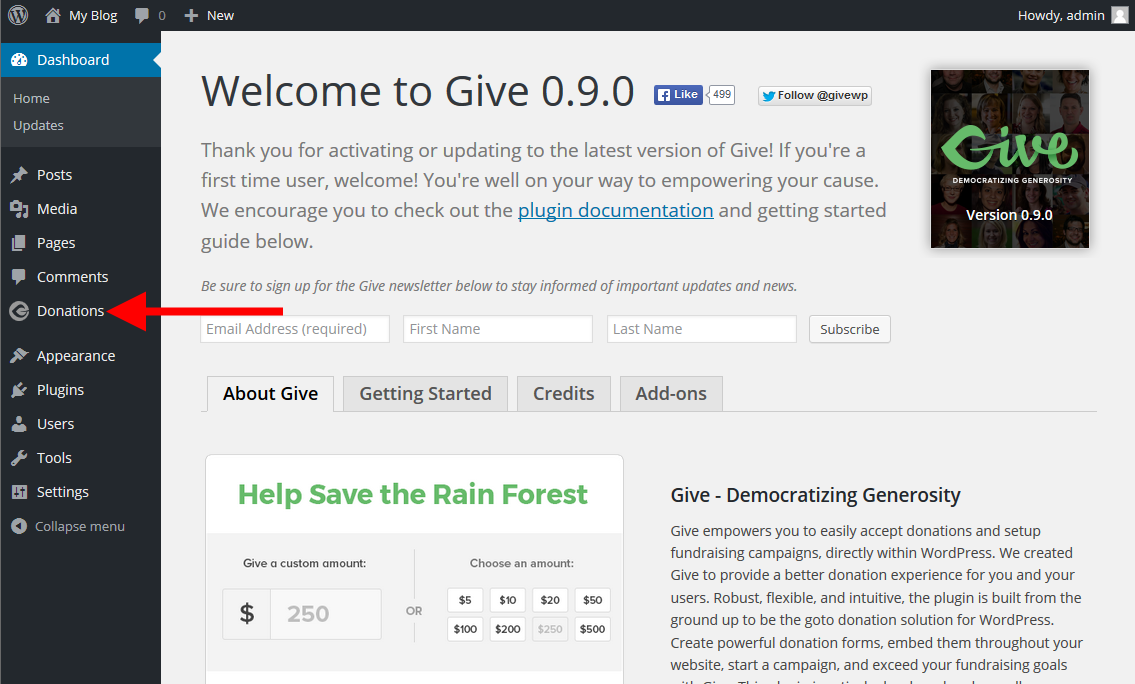 My Blog 0 New Howdy, admin
Dashboard
Home
Updates
Posts
Media
Pages
Comments
Donations
Appearance
Plugins
Users
Tools
Settings
Collapse menu
Welcome to Give 0.9.0 Like 499 Follow @givewp
Thank you for activating or updating to the latest version of Give! If you're a
first time user, welcome! You're well on your way to empowering your cause.
We encourage you to check out the plugin documentation and getting started
guide below.
Give
DEMOCRATIZING GENEROSITY
Version 0.9.0
Be sure to sign up for the Give newsletter below to stay informed of important updates and news.
Email Address (required) First Name Last Name Subscribe
About Give Getting Started Credits Add-ons
Help Save the Rain Forest
Give a custom amount:
$ 250
OR
Choose an amount:
$5 $10 $20 $50
$100 $200 $250 $500
Give - Democratizing Generosity
Give empowers you to easily accept donations and setup
fundraising campaigns, directly within WordPress. We created
Give to provide a better donation experience for you and your
users. Robust, flexible, and intuitive, the plugin is built from the
ground up to be the goto donation solution for WordPress.
Create powerful donation forms, embed them throughout your
website, start a campaign, and exceed your fundraising goals